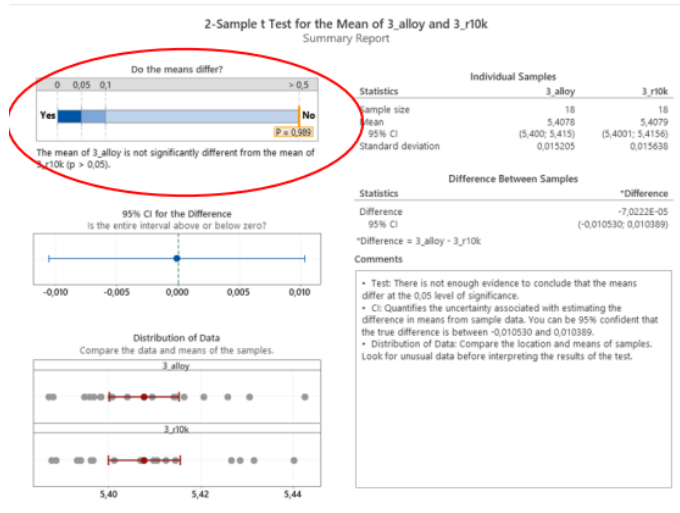 2-Sample t Test for the Mean of 3_alloy and 3_r10k
Summary Report
Do the means differ?
0 0,05 0,1 > 0,5
Yes No
P = 0,989
The mean of 3_alloy is not significantly different from the mean of
3_r10k (p > 0,05).
95% CI for the Difference
Is the entire interval above or below zero?
-0,010 -0,005 0,000 0,005 0,010
Distribution of Data
Compare the data and means of the samples.
3_alloy
3_r10k
5,40 5,42 5,44
Individual Samples
Statistics 3_alloy 3_r10k
Sample size 18 18
Mean 5,4078 5,4079
95% CI (5,400; 5,415) (5,4001; 5,4156)
Standard deviation 0,015205 0,015638
Difference Between Samples
Statistics *Difference
Difference -7,0222E-05
95% CI (-0,010530; 0,010389)
*Difference = 3_alloy - 3_r10k
Comments
• Test: There is not enough evidence to conclude that the means
differ at the 0,05 level of significance.
• CI: Quantifies the uncertainty associated with estimating the
difference in means from sample data. You can be 95% confident that
the true difference is between -0,010530 and 0,010389.
• Distribution of Data: Compare the location and means of samples.
Look for unusual data before interpreting the results of the test.